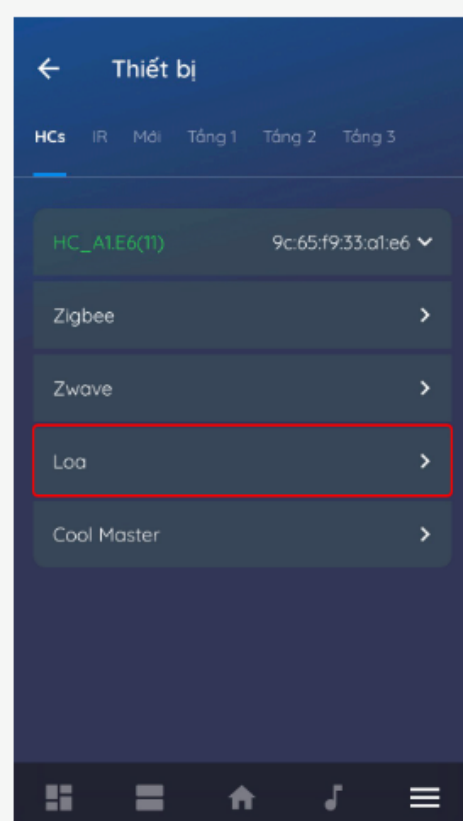 Thiết bị
HCs IR Mới Tầng 1 Tầng 2 Tầng 3
HC_A1.E6(11) 9c:65:f9:33:a1:e6
Zigbee
Zwave
Loa
Cool Master